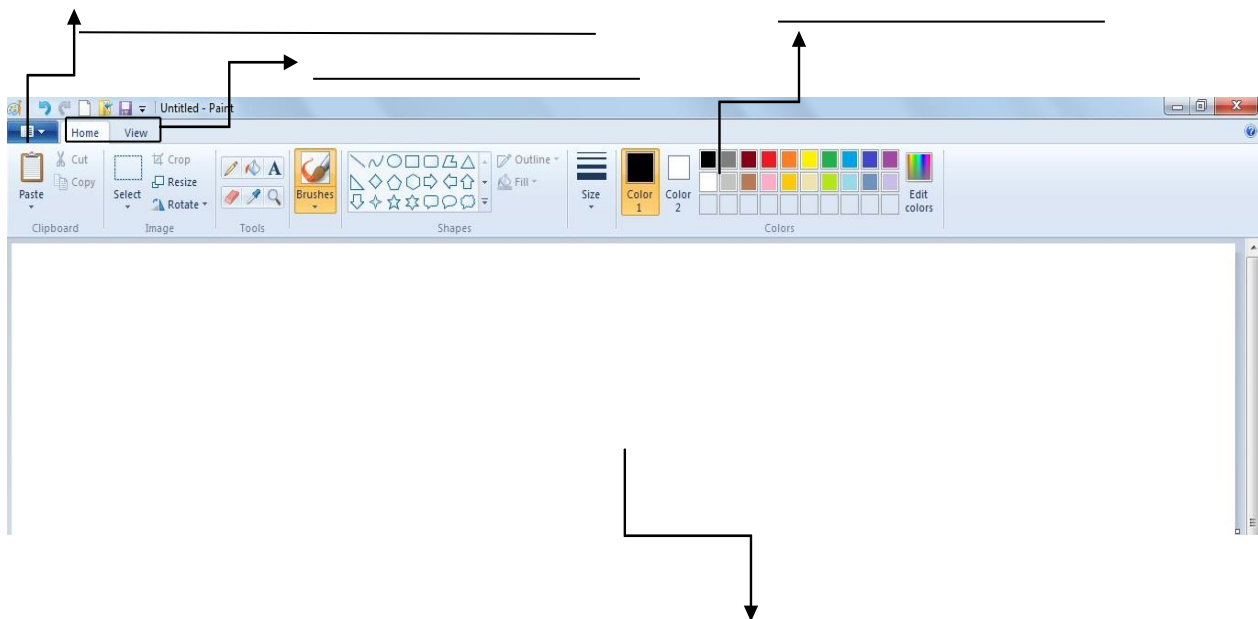 Untitled - Paint
Home View
Paste
Cut
Copy
Clipboard
Select
Crop
Resize
Rotate
Image
A
Tools
Brushes
Outline
Fill
Shapes
Size
Color 1
Color 2
Edit colors
Colors